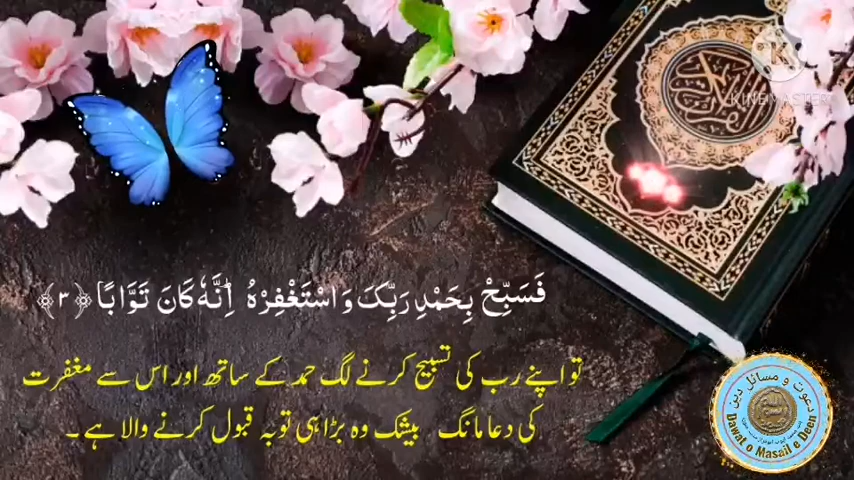 KINEMASTER
فَسَبِّحْ بِحَمْدِ رَبِّكَ وَاسْتَغْفِرْهُ ؕ اِنَّهٗ كَانَ تَوَّابًا ﴿۳﴾
تو اپنے رب کی تسبیح کرنے لگ حمد کے ساتھ اور اس سے مغفرت
کی دعا مانگ بیشک وہ بڑا ہی توبہ قبول کرنے والا ہے ۔
دعوت و مسائل دین
Dawat o Masail e Deen